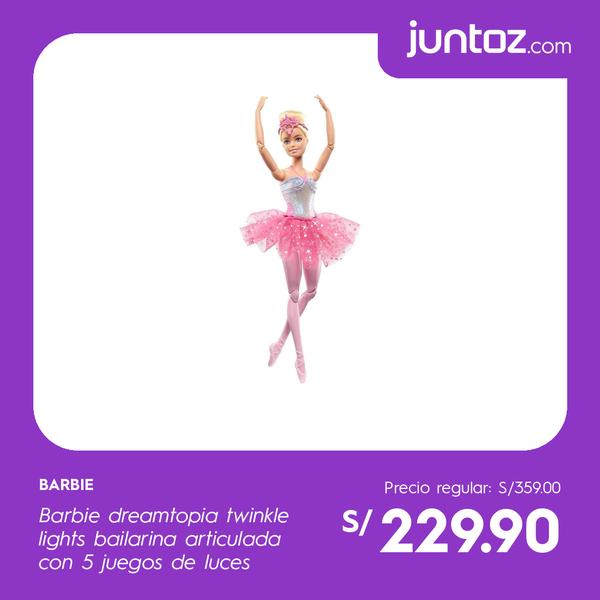 juntoz.com
BARBIE
Barbie dreamtopia twinkle
lights bailarina articulada
con 5 juegos de luces
Precio regular: S/359.00
S/229.90